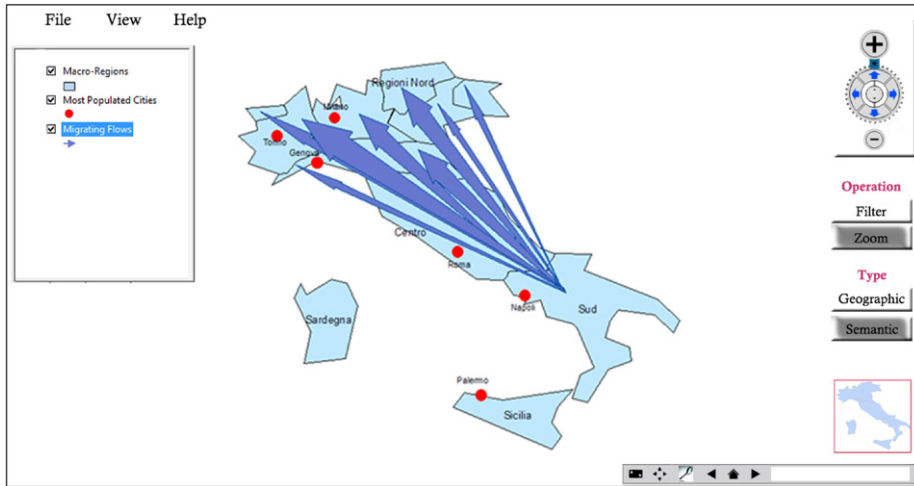 File View Help
Macro-Regions
Most Populated Cities
Migrating Flows
Regioni Nord
Milano
Torino
Genova
Centro
Roma
Napoli
Sud
Sardegna
Palermo
Sicilia
Operation
Filter
Zoom
Type
Geographic
Semantic